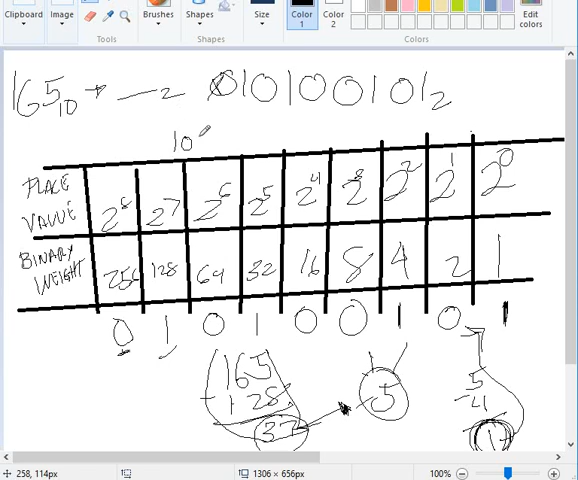 Clipboard Image Brushes Shapes Size Color 1 Color 2 Edit colors
Tools Shapes Colors
165₁₀ → __ 2 010100101₂
10⁰
PLACE VALUE 2⁸ 2⁷ 2⁶ 2⁵ 2⁴ 2³ 2² 2¹ 2⁰
BINARY WEIGHT 256 128 64 32 16 8 4 2 1
0 1 0 1 0 0 1 0 1
165 5 5
-128 -4
37 1
258, 114px 1306 × 656px 100%